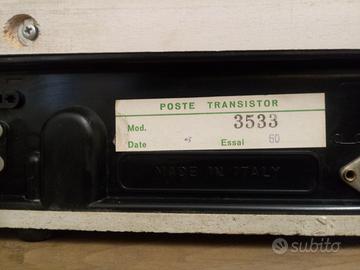 POSTE TRANSISTOR
Mod. 3533
Date Essai 60
MADE IN ITALY
subito